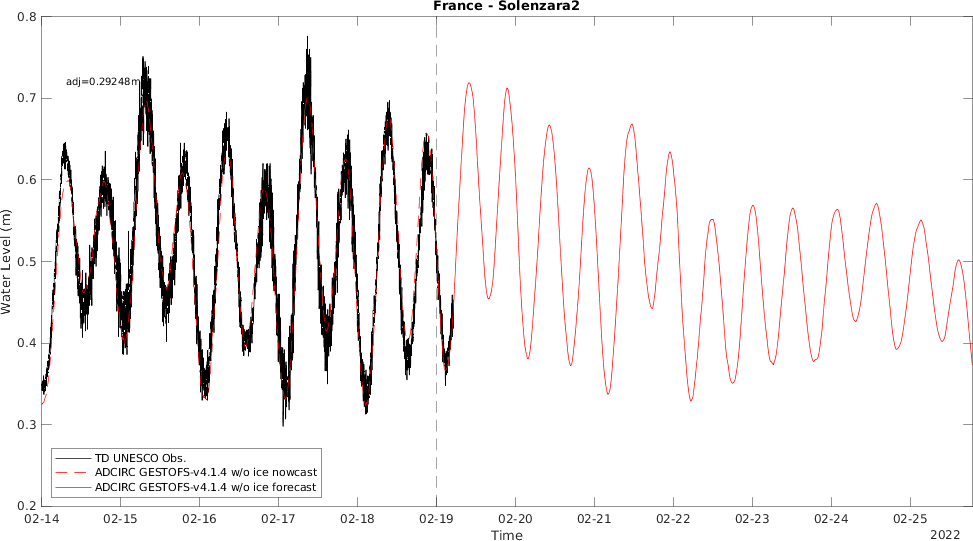 France - Solenzara2
0.8
0.7
0.6
0.5
0.4
0.3
0.2
Water Level (m)
adj=0.29248m
TD UNESCO Obs.
ADCIRC GESTOFS-v4.1.4 w/o ice nowcast
ADCIRC GESTOFS-v4.1.4 w/o ice forecast
02-14 02-15 02-16 02-17 02-18 02-19 02-20 02-21 02-22 02-23 02-24 02-25
Time
2022